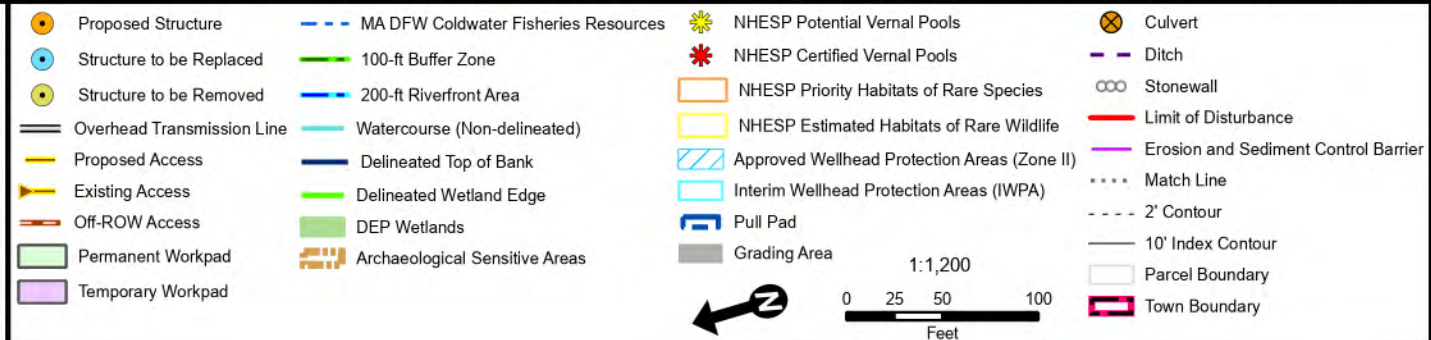 Proposed Structure
Structure to be Replaced
Structure to be Removed
Overhead Transmission Line
Proposed Access
Existing Access
Off-ROW Access
Permanent Workpad
Temporary Workpad
MA DFW Coldwater Fisheries Resources
100-ft Buffer Zone
200-ft Riverfront Area
Watercourse (Non-delineated)
Delineated Top of Bank
Delineated Wetland Edge
DEP Wetlands
Archaeological Sensitive Areas
NHESP Potential Vernal Pools
NHESP Certified Vernal Pools
NHESP Priority Habitats of Rare Species
NHESP Estimated Habitats of Rare Wildlife
Approved Wellhead Protection Areas (Zone II)
Interim Wellhead Protection Areas (IWPA)
Pull Pad
Grading Area
1:1,200
N
0 25 50 100
Feet
Culvert
Ditch
Stonewall
Limit of Disturbance
Erosion and Sediment Control Barrier
Match Line
2' Contour
10' Index Contour
Parcel Boundary
Town Boundary